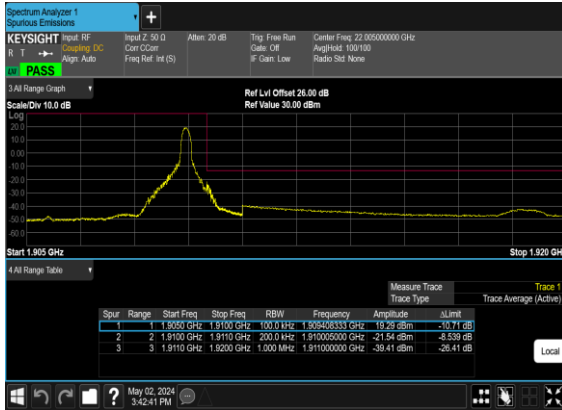 Spectrum Analyzer 1
Spurious Emissions
KEYSIGHT Input: RF Input Z: 50 Ω Atten: 20 dB Trig: Free Run Center Freq: 22.005000000 GHz
R T Coupling: DC Corr CCorr Gate: Off Avg|Hold: 100/100
Align: Auto Freq Ref: Int (S) IF Gain: Low Radio Std: None
LXI PASS
3 All Range Graph
Ref Lvl Offset 26.00 dB
Scale/Div 10.0 dB Ref Value 30.00 dBm
Log
20.0
10.0
0.00
-10.0
-20.0
-30.0
-40.0
-50.0
-60.0
Start 1.905 GHz Stop 1.920 GH
4 All Range Table
Measure Trace Trace 1
Trace Type Trace Average (Active)
Spur Range Start Freq Stop Freq RBW Frequency Amplitude ΔLimit
1 1 1.9050 GHz 1.9100 GHz 100.0 kHz 1.909408333 GHz 19.29 dBm -10.71 dB
2 2 1.9100 GHz 1.9110 GHz 200.0 kHz 1.910005000 GHz -21.54 dBm -8.539 dB
3 3 1.9110 GHz 1.9200 GHz 1.000 MHz 1.911000000 GHz -39.41 dBm -26.41 dB
Local
? May 02, 2024
3:42:41 PM